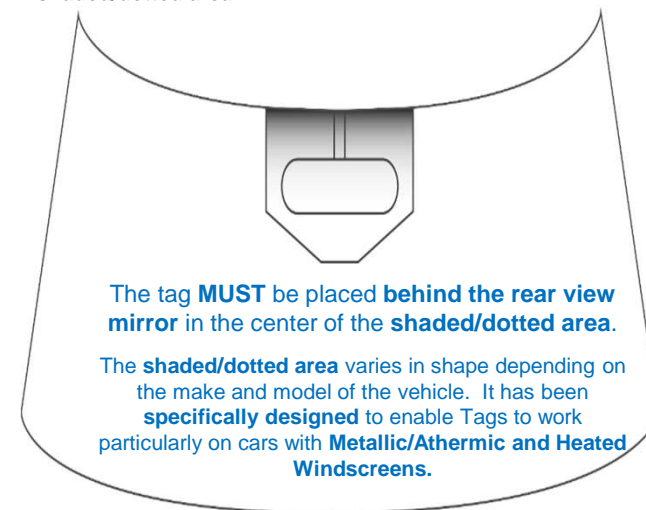 The tag MUST be placed behind the rear view
mirror in the center of the shaded/dotted area.
The shaded/dotted area varies in shape depending on
the make and model of the vehicle. It has been
specifically designed to enable Tags to work
particularly on cars with Metallic/Athermic and Heated
Windscreens.